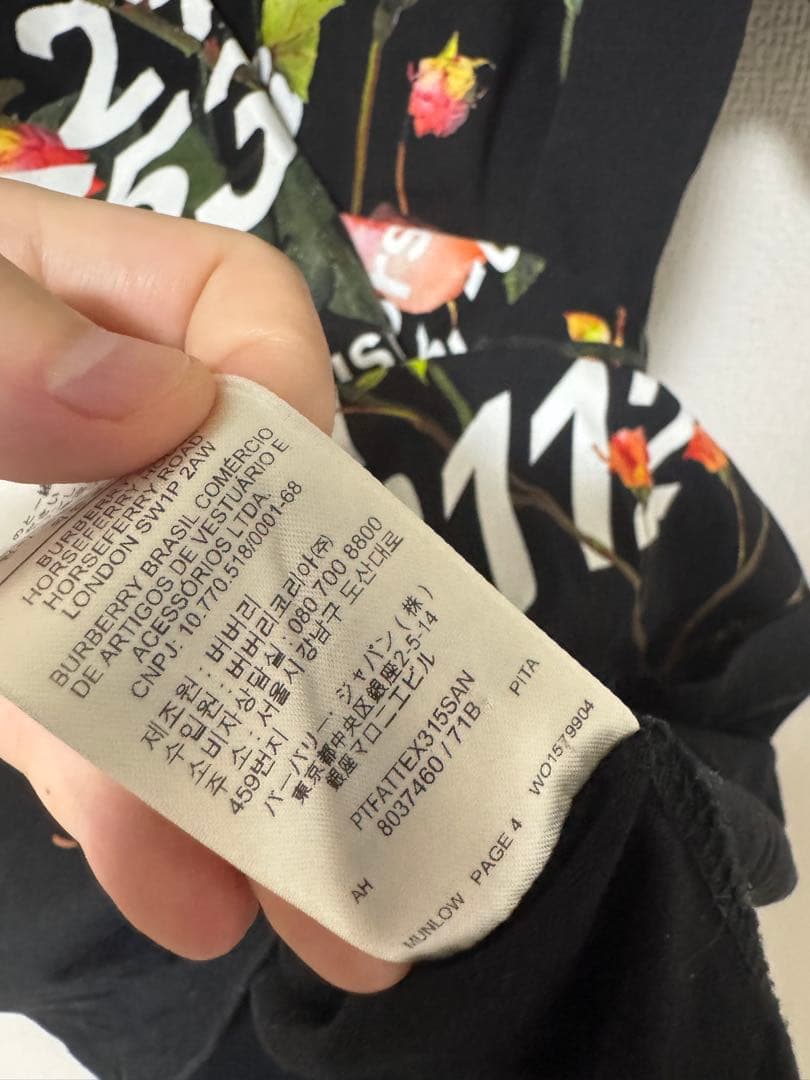 BURBERRY
HORSEFERRY ROAD
HORSEFERRY
LONDON SW1P 2AW
BURBERRY BRASIL COMÉRCIO
DE ARTIGOS DE VESTUÁRIO E
ACESSÓRIOS LTDA.
CNPJ: 10.770.518/0001-68
제조원 : 버버리
수입원 : 버버리코리아(주)
소비자상담실 : 080 700 8800
주 소 : 서울시 강남구 도산대로
459번지
バーバリー・ジャパン(株)
東京都中央区銀座2-5-14
銀座マロニエビル
PTFATTEX315SAN
8037460 / 71B
PITA
AH
MUNLOW PAGE 4 WO1579904